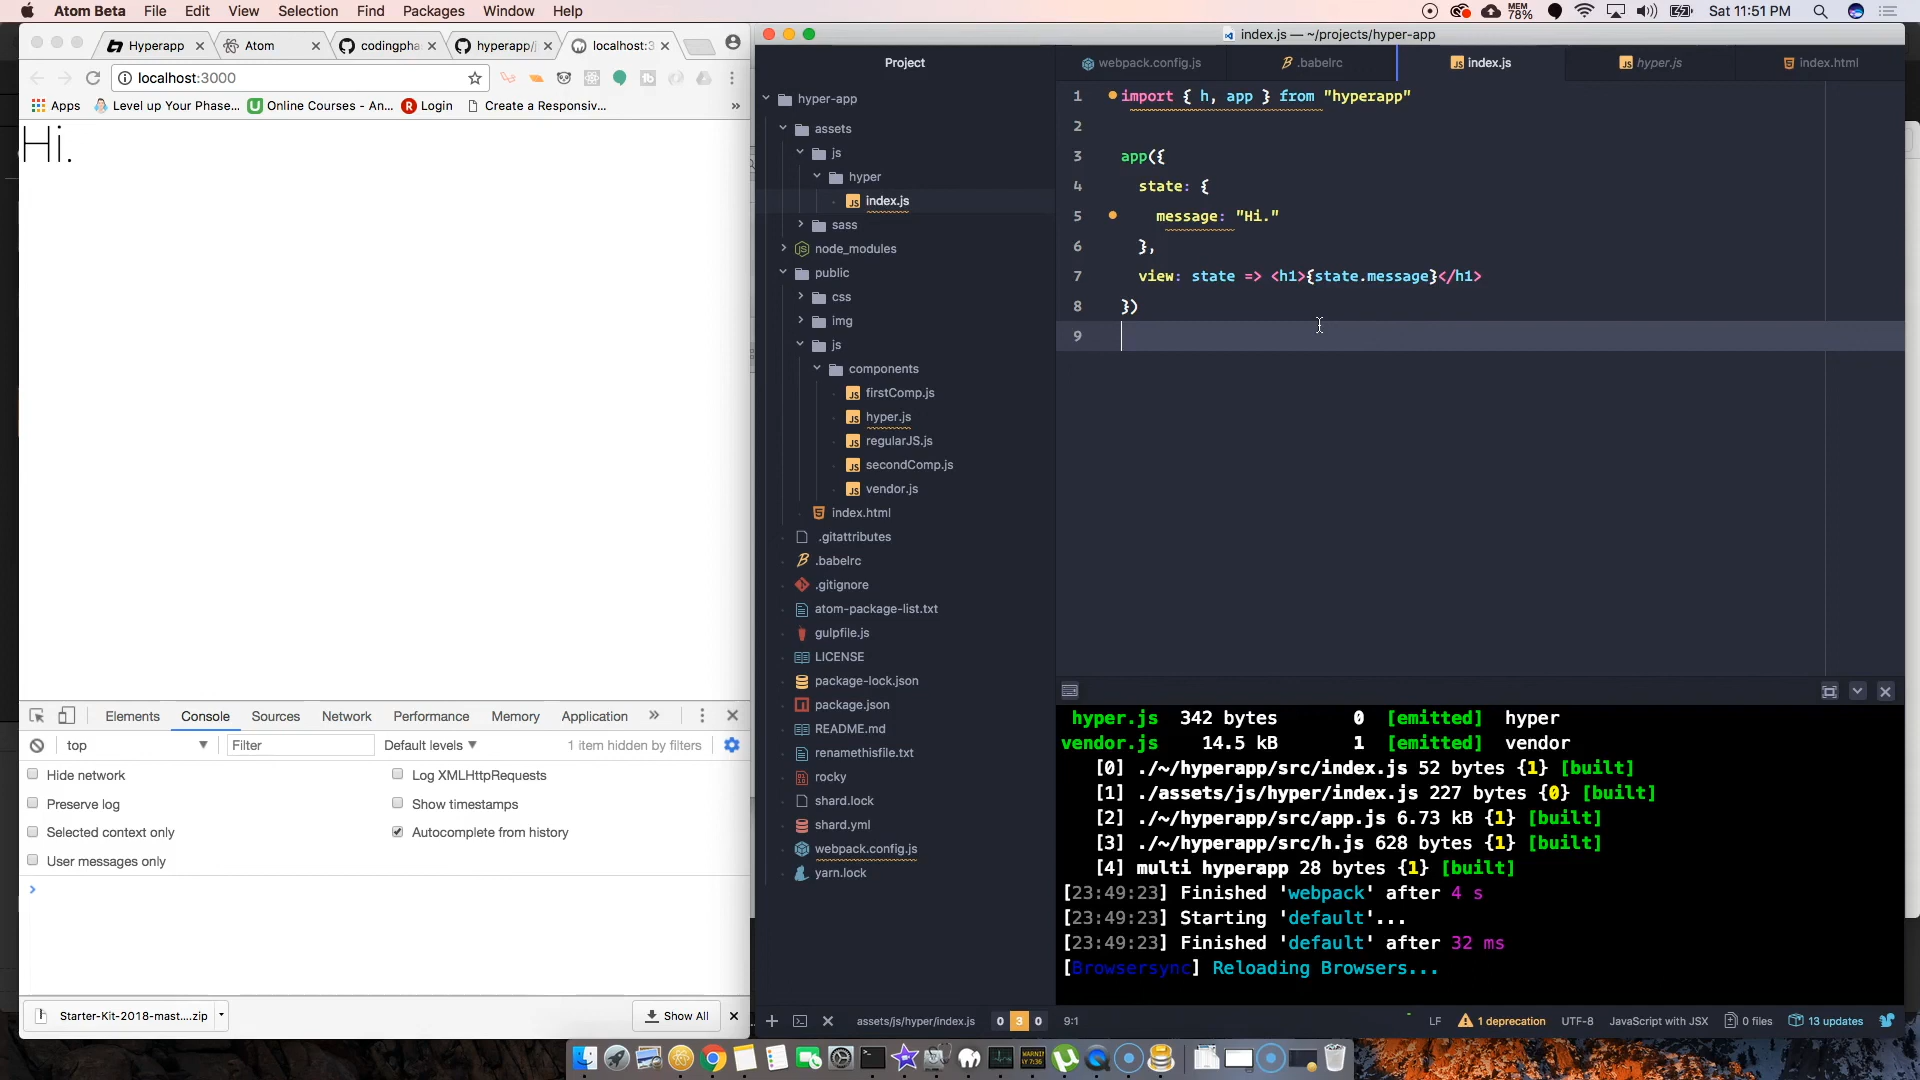 Atom Beta File Edit View Selection Find Packages Window Help
MEM 78% Sat 11:51 PM
Hyperapp
Atom
codingpha
hyperapp/j
localhost:3
localhost:3000
Apps Level up Your Phase... Online Courses - An... Login Create a Responsiv... »
Hi.
Elements Console Sources Network Performance Memory Application »
top Filter Default levels 1 item hidden by filters
Hide network Log XMLHttpRequests
Preserve log Show timestamps
Selected context only Autocomplete from history
User messages only
Starter-Kit-2018-mast....zip Show All
index.js — ~/projects/hyper-app
Project
hyper-app
assets
js
hyper
index.js
sass
node_modules
public
css
img
js
components
firstComp.js
hyper.js
regularJS.js
secondComp.js
vendor.js
index.html
.gitattributes
.babelrc
.gitignore
atom-package-list.txt
gulpfile.js
LICENSE
package-lock.json
package.json
README.md
renamethisfile.txt
rocky
shard.lock
shard.yml
webpack.config.js
yarn.lock
webpack.config.js .babelrc index.js hyper.js index.html
1 import { h, app } from "hyperapp"
2
3 app({
4 state: {
5 message: "Hi."
6 },
7 view: state => <h1>{state.message}</h1>
8 })
9
hyper.js 342 bytes 0 [emitted] hyper
vendor.js 14.5 kB 1 [emitted] vendor
[0] ./~/hyperapp/src/index.js 52 bytes {1} [built]
[1] ./assets/js/hyper/index.js 227 bytes {0} [built]
[2] ./~/hyperapp/src/app.js 6.73 kB {1} [built]
[3] ./~/hyperapp/src/h.js 628 bytes {1} [built]
[4] multi hyperapp 28 bytes {1} [built]
[23:49:23] Finished 'webpack' after 4 s
[23:49:23] Starting 'default'...
[23:49:23] Finished 'default' after 32 ms
[Browsersync] Reloading Browsers...
assets/js/hyper/index.js 0 3 0 9:1 LF 1 deprecation UTF-8 JavaScript with JSX 0 files 13 updates